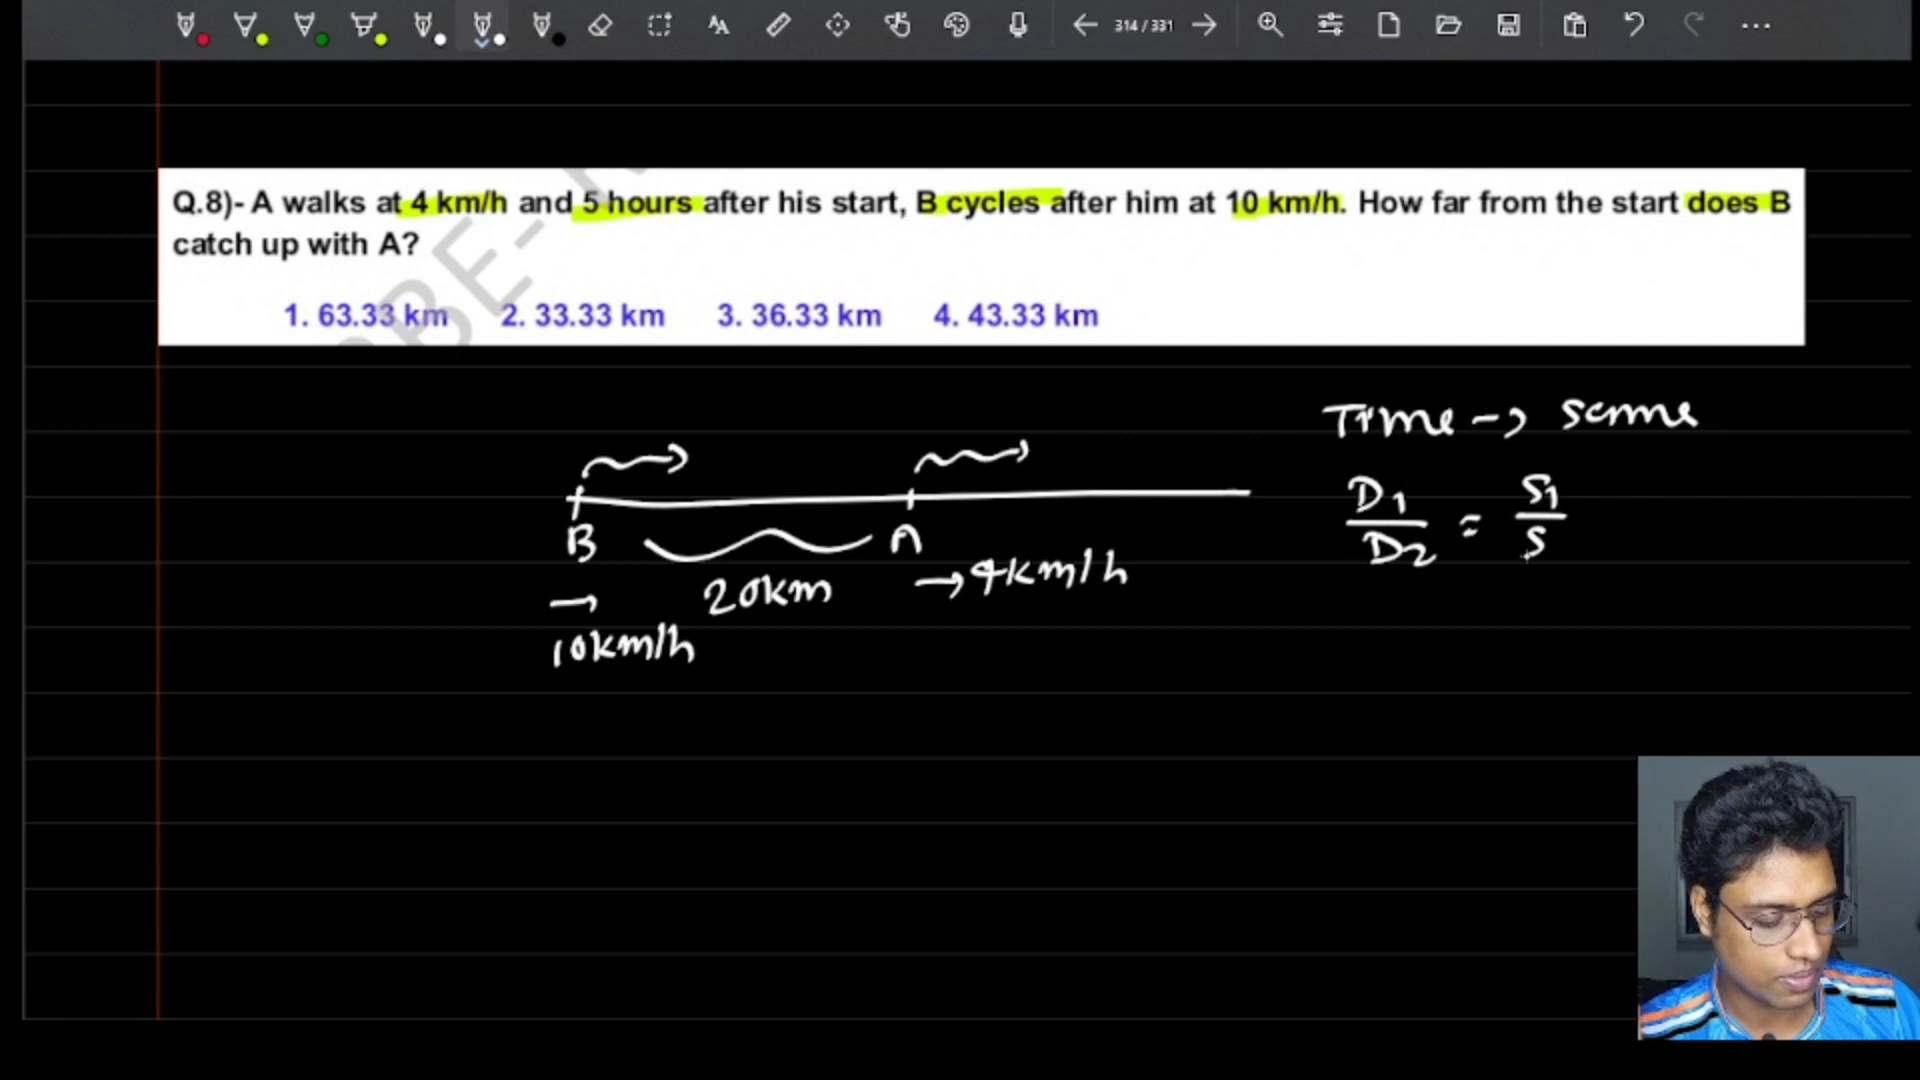 314 / 331
Q.8)- A walks at 4 km/h and 5 hours after his start, B cycles after him at 10 km/h. How far from the start does B
catch up with A?
1. 63.33 km 2. 33.33 km 3. 36.33 km 4. 43.33 km
Time -> same
B A
20km
-> 4km/h
->
10km/h
D1/D2 = S1/S